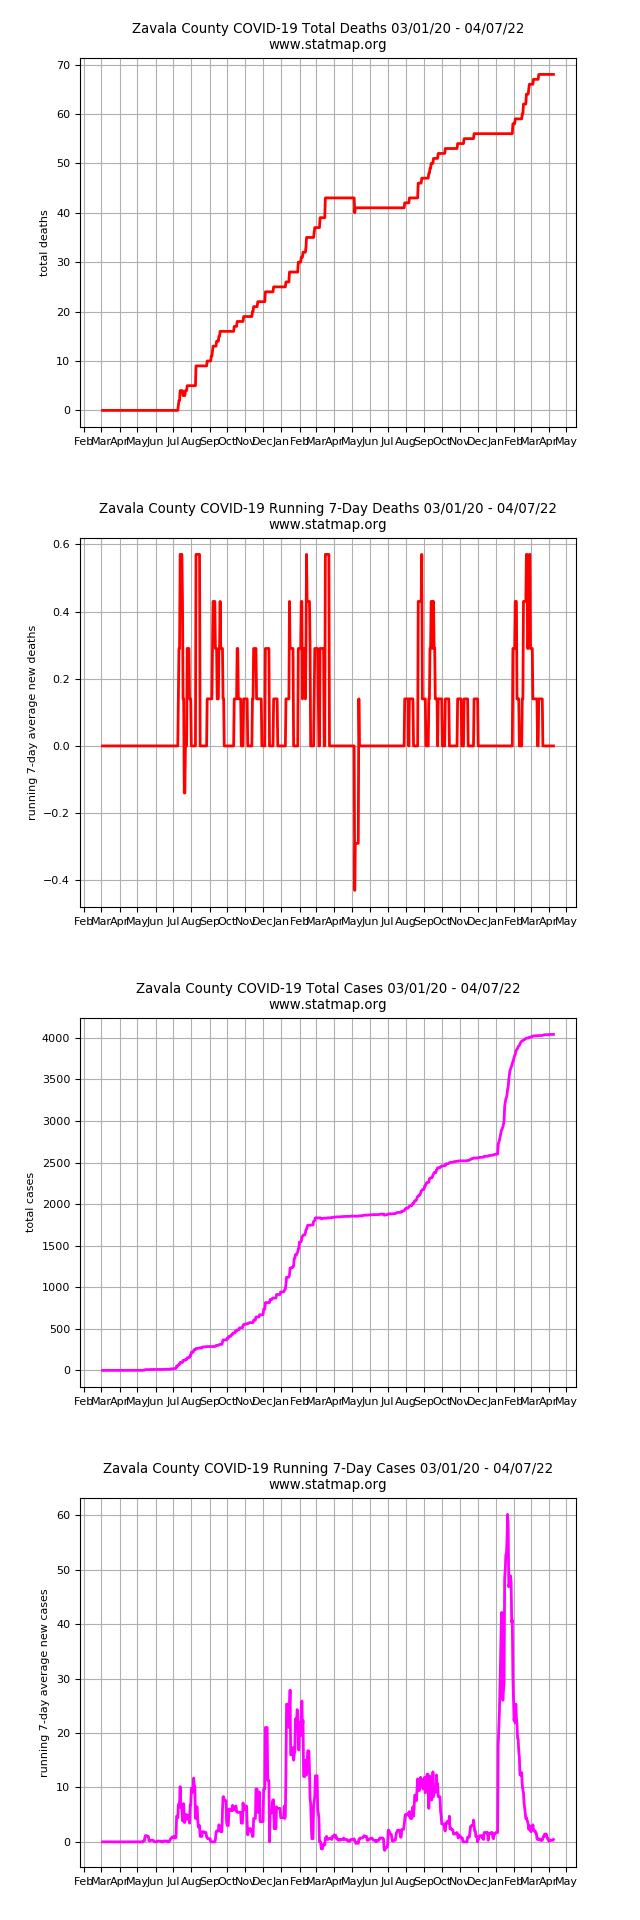 Zavala County COVID-19 Total Deaths 03/01/20 - 04/07/22
www.statmap.org
70
60
50
40
30
20
10
0
total deaths
Feb Mar Apr May Jun Jul Aug Sep Oct Nov Dec Jan Feb Mar Apr May Jun Jul Aug Sep Oct Nov Dec Jan Feb Mar Apr May
Zavala County COVID-19 Running 7-Day Deaths 03/01/20 - 04/07/22
www.statmap.org
0.6
0.4
0.2
0.0
−0.2
−0.4
running 7-day average new deaths
Feb Mar Apr May Jun Jul Aug Sep Oct Nov Dec Jan Feb Mar Apr May Jun Jul Aug Sep Oct Nov Dec Jan Feb Mar Apr May
Zavala County COVID-19 Total Cases 03/01/20 - 04/07/22
www.statmap.org
4000
3500
3000
2500
2000
1500
1000
500
0
total cases
Feb Mar Apr May Jun Jul Aug Sep Oct Nov Dec Jan Feb Mar Apr May Jun Jul Aug Sep Oct Nov Dec Jan Feb Mar Apr May
Zavala County COVID-19 Running 7-Day Cases 03/01/20 - 04/07/22
www.statmap.org
60
50
40
30
20
10
0
running 7-day average new cases
Feb Mar Apr May Jun Jul Aug Sep Oct Nov Dec Jan Feb Mar Apr May Jun Jul Aug Sep Oct Nov Dec Jan Feb Mar Apr May